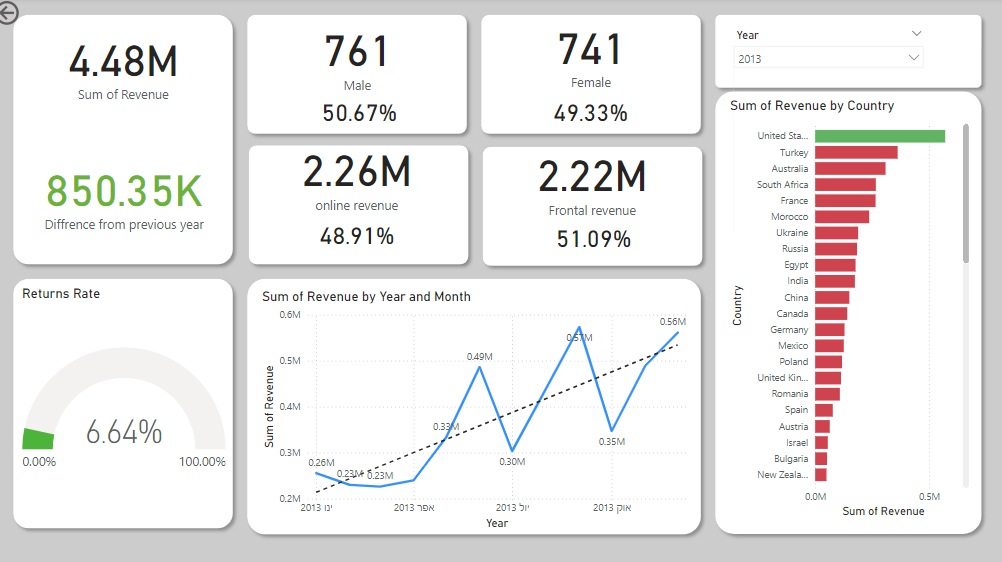 4.48M
Sum of Revenue
850.35K
Diffrence from previous year
761
Male
50.67%
741
Female
49.33%
2.26M
online revenue
48.91%
2.22M
Frontal revenue
51.09%
Year
2013
Returns Rate
6.64%
0.00%
100.00%
Sum of Revenue by Year and Month
Sum of Revenue
0.6M
0.5M
0.4M
0.3M
0.2M
0.26M
0.23M
0.23M
0.33M
0.49M
0.30M
0.57M
0.35M
0.56M
ינו 2013
אפר 2013
יול 2013
אוק 2013
Year
Sum of Revenue by Country
Country
United Sta...
Turkey
Australia
South Africa
France
Morocco
Ukraine
Russia
Egypt
India
China
Canada
Germany
Mexico
Poland
United Kin...
Romania
Spain
Austria
Israel
Bulgaria
New Zeala...
0.0M
0.5M
Sum of Revenue